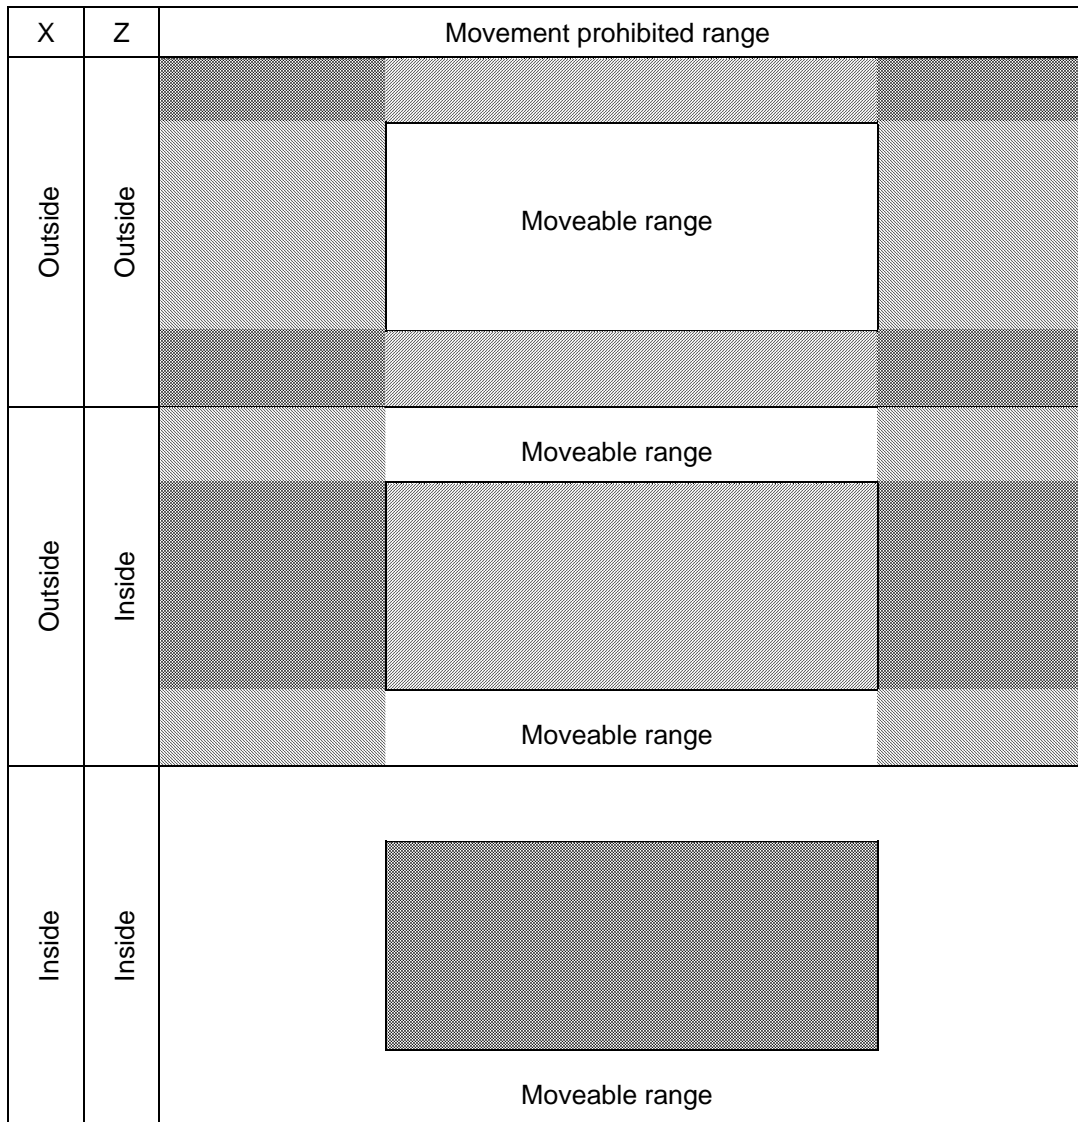 X Z Movement prohibited range
Outside
Outside
Moveable range
Outside
Inside
Moveable range
Moveable range
Inside
Inside
Moveable range